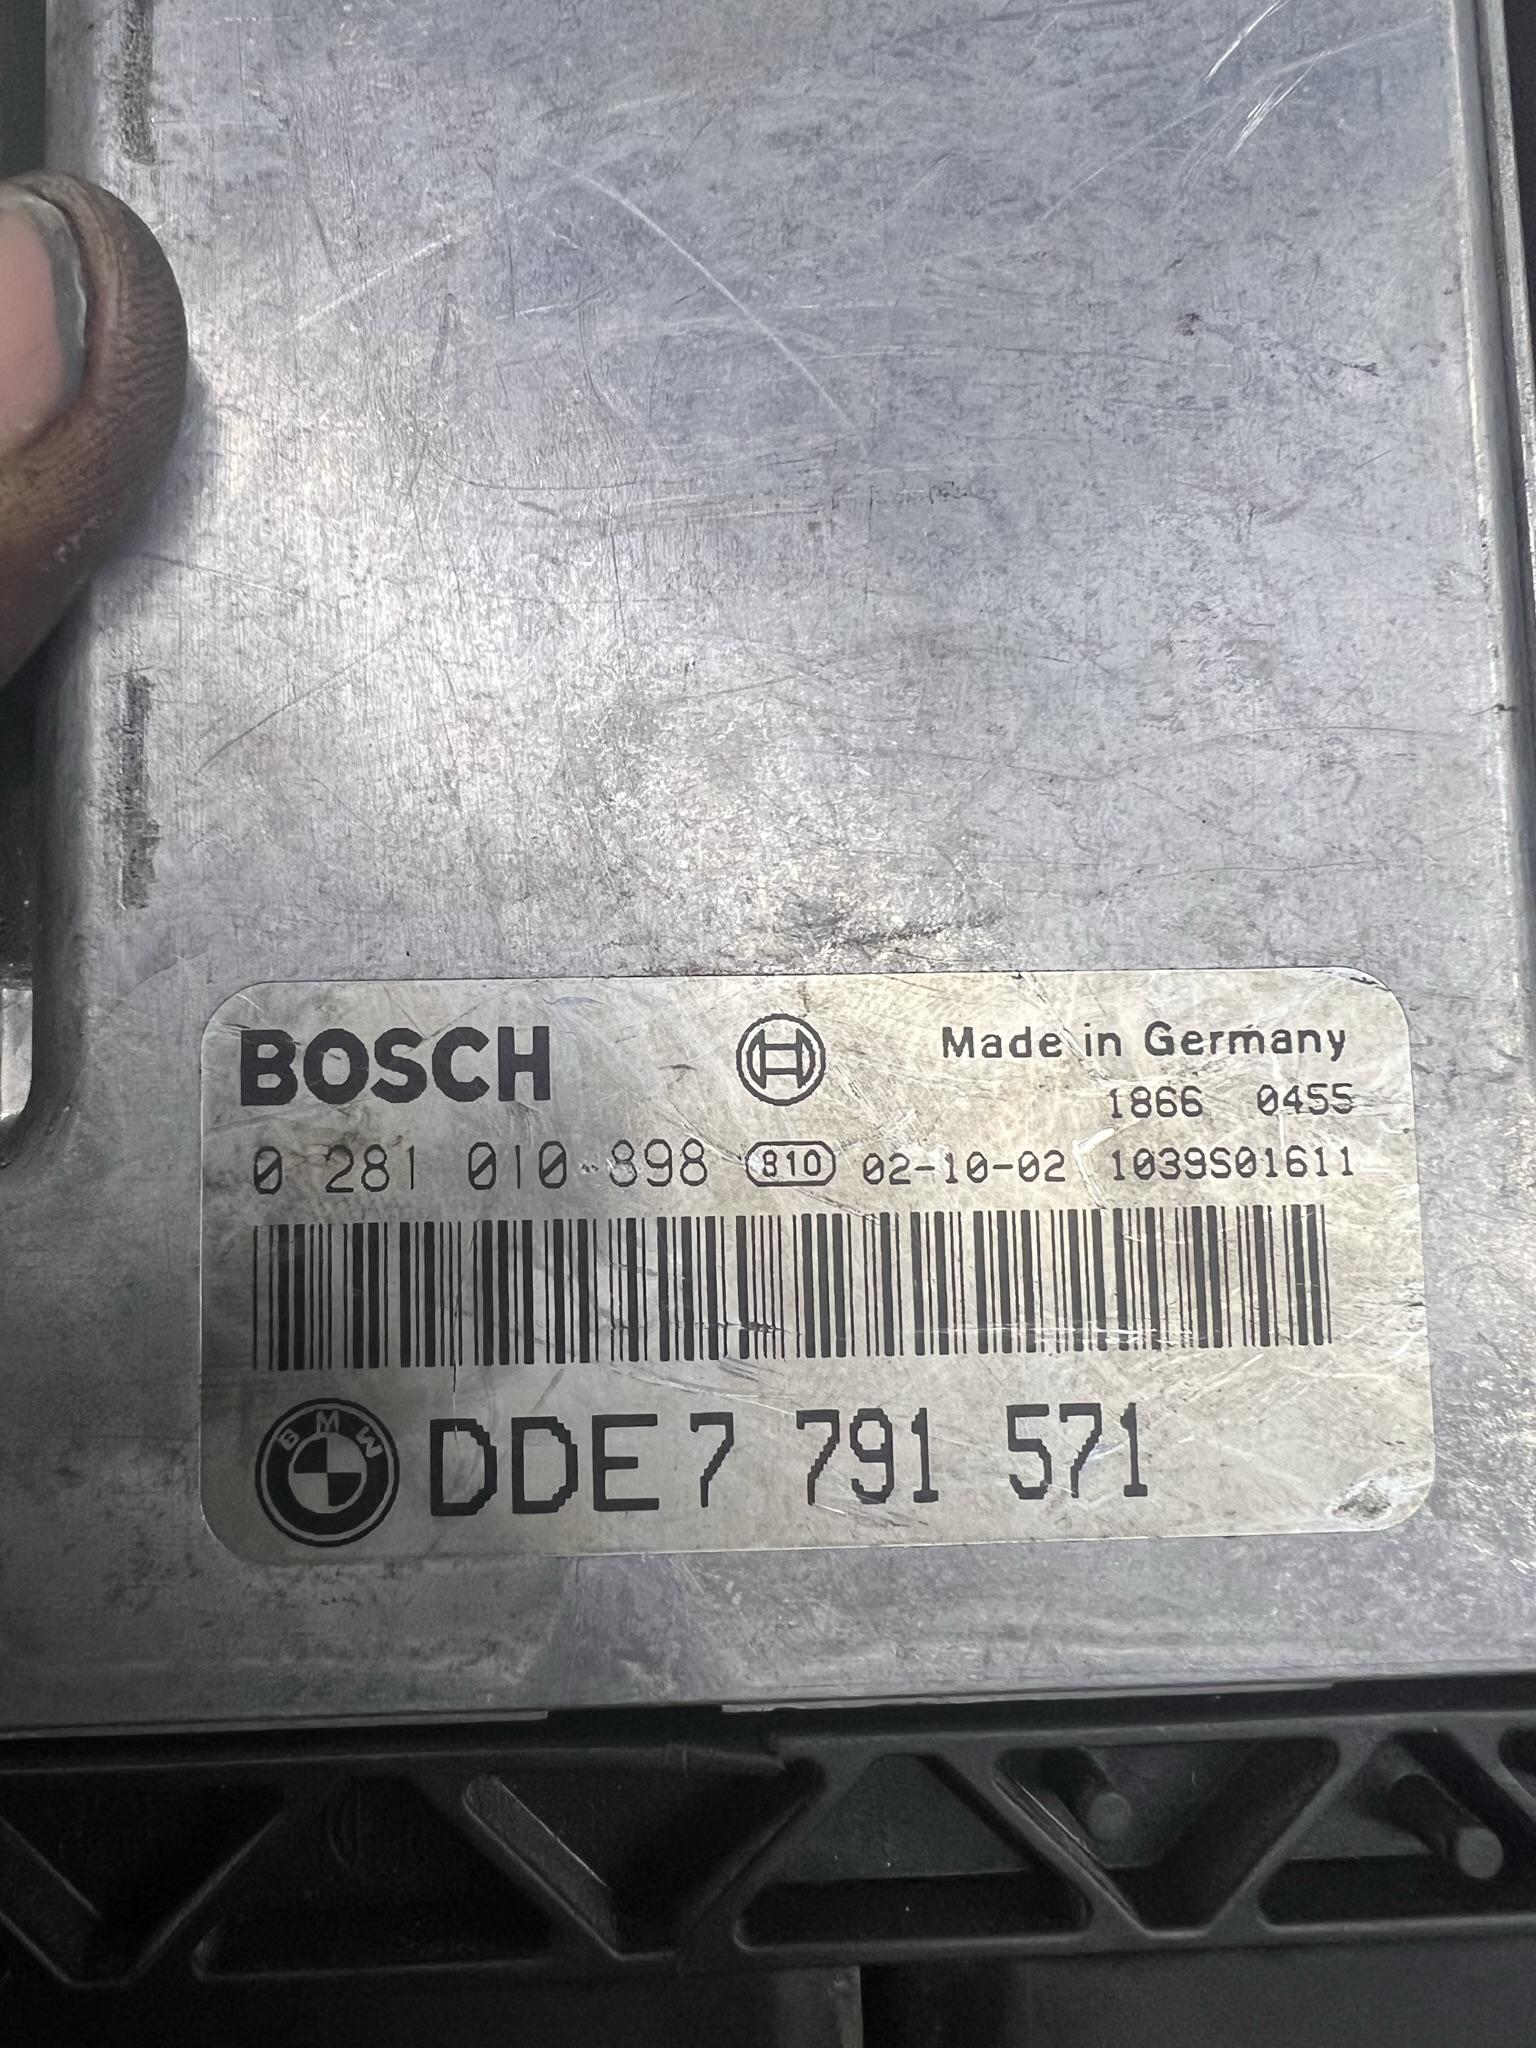 BOSCH
Made in Germany
1866 0455
0 281 010 898 810 02-10-02 1039S01611
BMW DDE 7 791 571